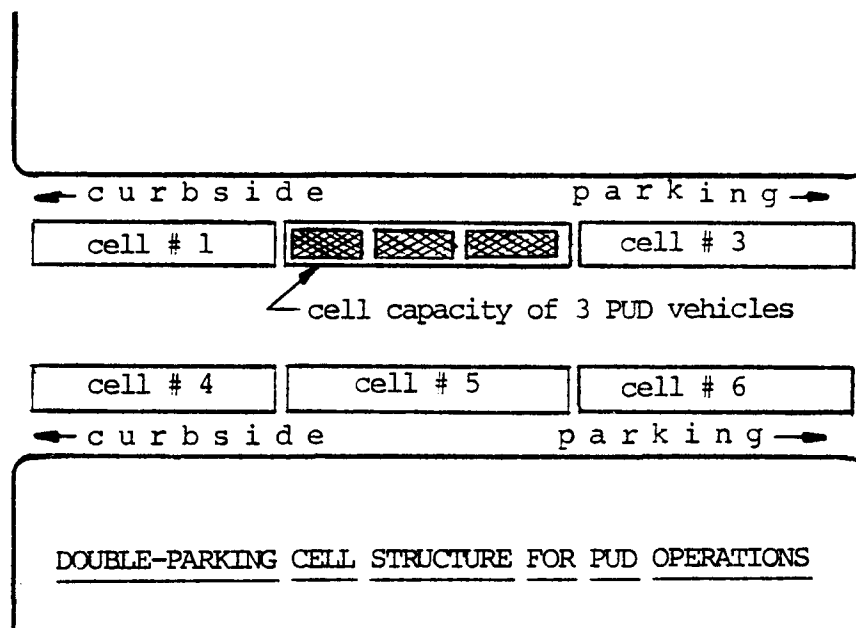 curbside parking
cell # 1 cell # 3
cell capacity of 3 PUD vehicles
cell # 4 cell # 5 cell # 6
curbside parking
DOUBLE-PARKING CELL STRUCTURE FOR PUD OPERATIONS